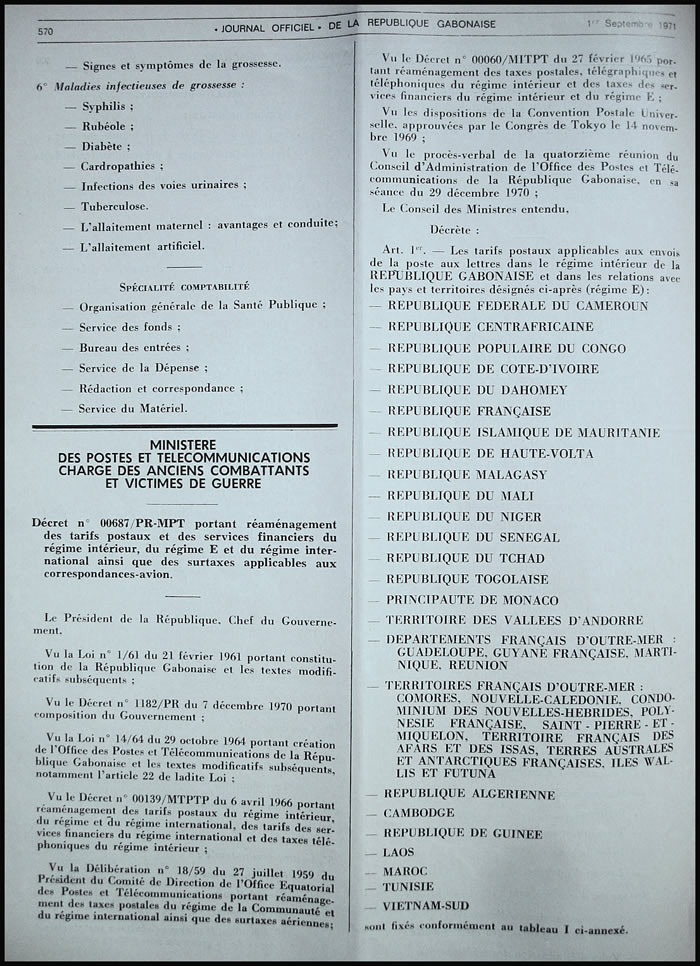 570
• JOURNAL OFFICIEL • DE LA REPUBLIQUE GABONAISE
1er Septembre 1971
— Signes et symptômes de la grossesse.
6° Maladies infectieuses de grossesse :
— Syphilis ;
— Rubéole ;
— Diabète ;
— Cardropathies ;
— Infections des voies urinaires ;
— Tuberculose.
— L'allaitement maternel : avantages et conduite;
— L'allaitement artificiel.
SPÉCIALITÉ COMPTABILITÉ
— Organisation générale de la Santé Publique ;
— Service des fonds ;
— Bureau des entrées ;
— Service de la Dépense ;
— Rédaction et correspondance ;
— Service du Matériel.
MINISTERE
DES POSTES ET TELECOMMUNICATIONS
CHARGE DES ANCIENS COMBATTANTS
ET VICTIMES DE GUERRE
Décret n° 00687/PR-MPT portant réaménagement
des tarifs postaux et des services financiers du
régime intérieur, du régime E et du régime inter-
national ainsi que des surtaxes applicables aux
correspondances-avion.
Le Président de la République, Chef du Gouverne-
ment.
Vu la Loi n° 1/61 du 21 février 1961 portant constitu-
tion de la République Gabonaise et les textes modifi-
catifs subséquents ;
Vu le Décret n° 1182/PR du 7 décembre 1970 portant
composition du Gouvernement ;
Vu la Loi n° 14/64 du 29 octobre 1964 portant création
de l'Office des Postes et Télécommunications de la Répu-
blique Gabonaise et les textes modificatifs subséquents,
notamment l'article 22 de ladite Loi ;
Vu le Décret n° 00139/MTPTP du 6 avril 1966 portant
réaménagement des tarifs postaux du régime intérieur,
du régime et du régime international, des tarifs des ser-
vices financiers du régime international et des taxes télé-
phoniques du régime intérieur ;
Vu la Délibération n° 18/59 du 27 juillet 1959 du
Président du Comité de Direction de l'Office Equatorial
des Postes et Télécommunications portant réaménage-
ment des taxes postales du régime de la Communauté et
du régime international ainsi que des surtaxes aériennes;
Vu le Décret n° 00060/MITPT du 27 février 1965 por-
tant réaménagement des taxes postales, télégraphiques et
téléphoniques du régime intérieur et des taxes des ser-
vices financiers du régime intérieur et du régime E ;
Vu les dispositions de la Convention Postale Univer-
selle, approuvées par le Congrès de Tokyo le 14 novem-
bre 1969 ;
Vu le procès-verbal de la quatorzième réunion du
Conseil d'Administration de l'Office des Postes et Télé-
communications de la République Gabonaise, en sa
séance du 29 décembre 1970 ;
Le Conseil des Ministres entendu,
Décrète :
Art. 1er. — Les tarifs postaux applicables aux envois
de la poste aux lettres dans le régime intérieur de la
REPUBLIQUE GABONAISE et dans les relations avec
les pays et territoires désignés ci-après (régime E) :
— REPUBLIQUE FEDERALE DU CAMEROUN
— REPUBLIQUE CENTRAFRICAINE
— REPUBLIQUE POPULAIRE DU CONGO
— REPUBLIQUE DE COTE-D'IVOIRE
— REPUBLIQUE DU DAHOMEY
— REPUBLIQUE FRANÇAISE
— REPUBLIQUE ISLAMIQUE DE MAURITANIE
— REPUBLIQUE DE HAUTE-VOLTA
— REPUBLIQUE MALAGASY
— REPUBLIQUE DU MALI
— REPUBLIQUE DU NIGER
— REPUBLIQUE DU SENEGAL
— REPUBLIQUE DU TCHAD
— REPUBLIQUE TOGOLAISE
— PRINCIPAUTE DE MONACO
— TERRITOIRE DES VALLEES D'ANDORRE
— DEPARTEMENTS FRANÇAIS D'OUTRE-MER :
GUADELOUPE, GUYANE FRANÇAISE, MARTI-
NIQUE, REUNION
— TERRITOIRES FRANÇAIS D'OUTRE-MER :
COMORES, NOUVELLE-CALEDONIE, CONDO-
MINIUM DES NOUVELLES-HEBRIDES, POLY-
NESIE FRANÇAISE, SAINT - PIERRE - ET -
MIQUELON, TERRITOIRE FRANÇAIS DES
AFARS ET DES ISSAS, TERRES AUSTRALES
ET ANTARCTIQUES FRANÇAISES, ILES WAL-
LIS ET FUTUNA
— REPUBLIQUE ALGERIENNE
— CAMBODGE
— REPUBLIQUE DE GUINEE
— LAOS
— MAROC
— TUNISIE
— VIETNAM-SUD
sont fixés conformément au tableau I ci-annexé.